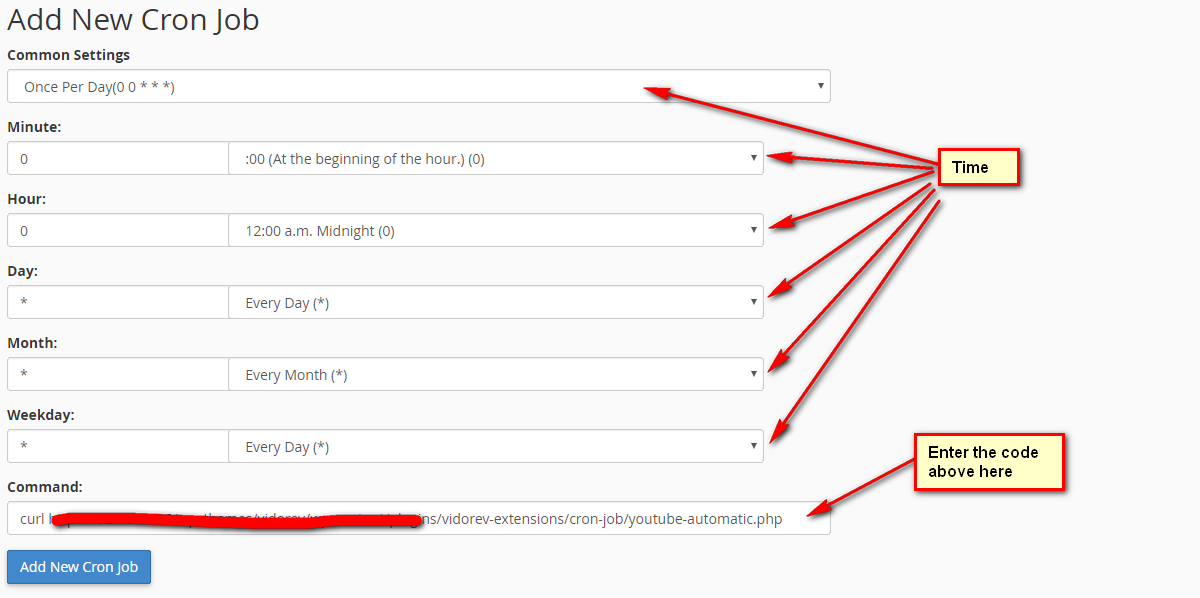 Add New Cron Job
Common Settings
Once Per Day(0 0 * * *)
Minute:
0 :00 (At the beginning of the hour.) (0)
Time
Hour:
0 12:00 a.m. Midnight (0)
Day:
* Every Day (*)
Month:
* Every Month (*)
Weekday:
* Every Day (*)
Enter the code
above here
Command:
curl /vidorev-extensions/cron-job/youtube-automatic.php
Add New Cron Job